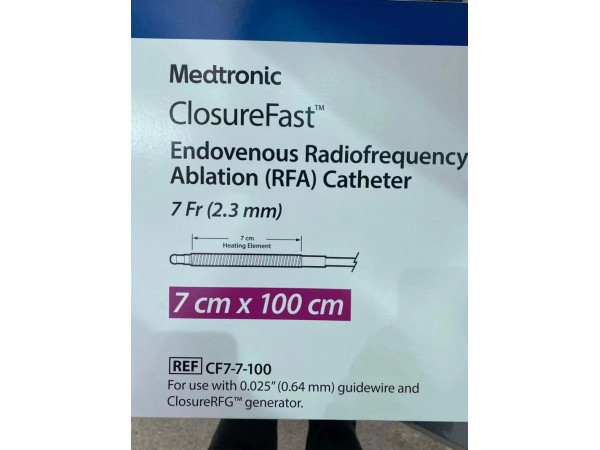 Medtronic
ClosureFast™
Endovenous Radiofrequency
Ablation (RFA) Catheter
7 Fr (2.3 mm)
7 cm
Heating Element
7 cm x 100 cm
REF CF7-7-100
For use with 0.025" (0.64 mm) guidewire and
ClosureRFG™ generator.